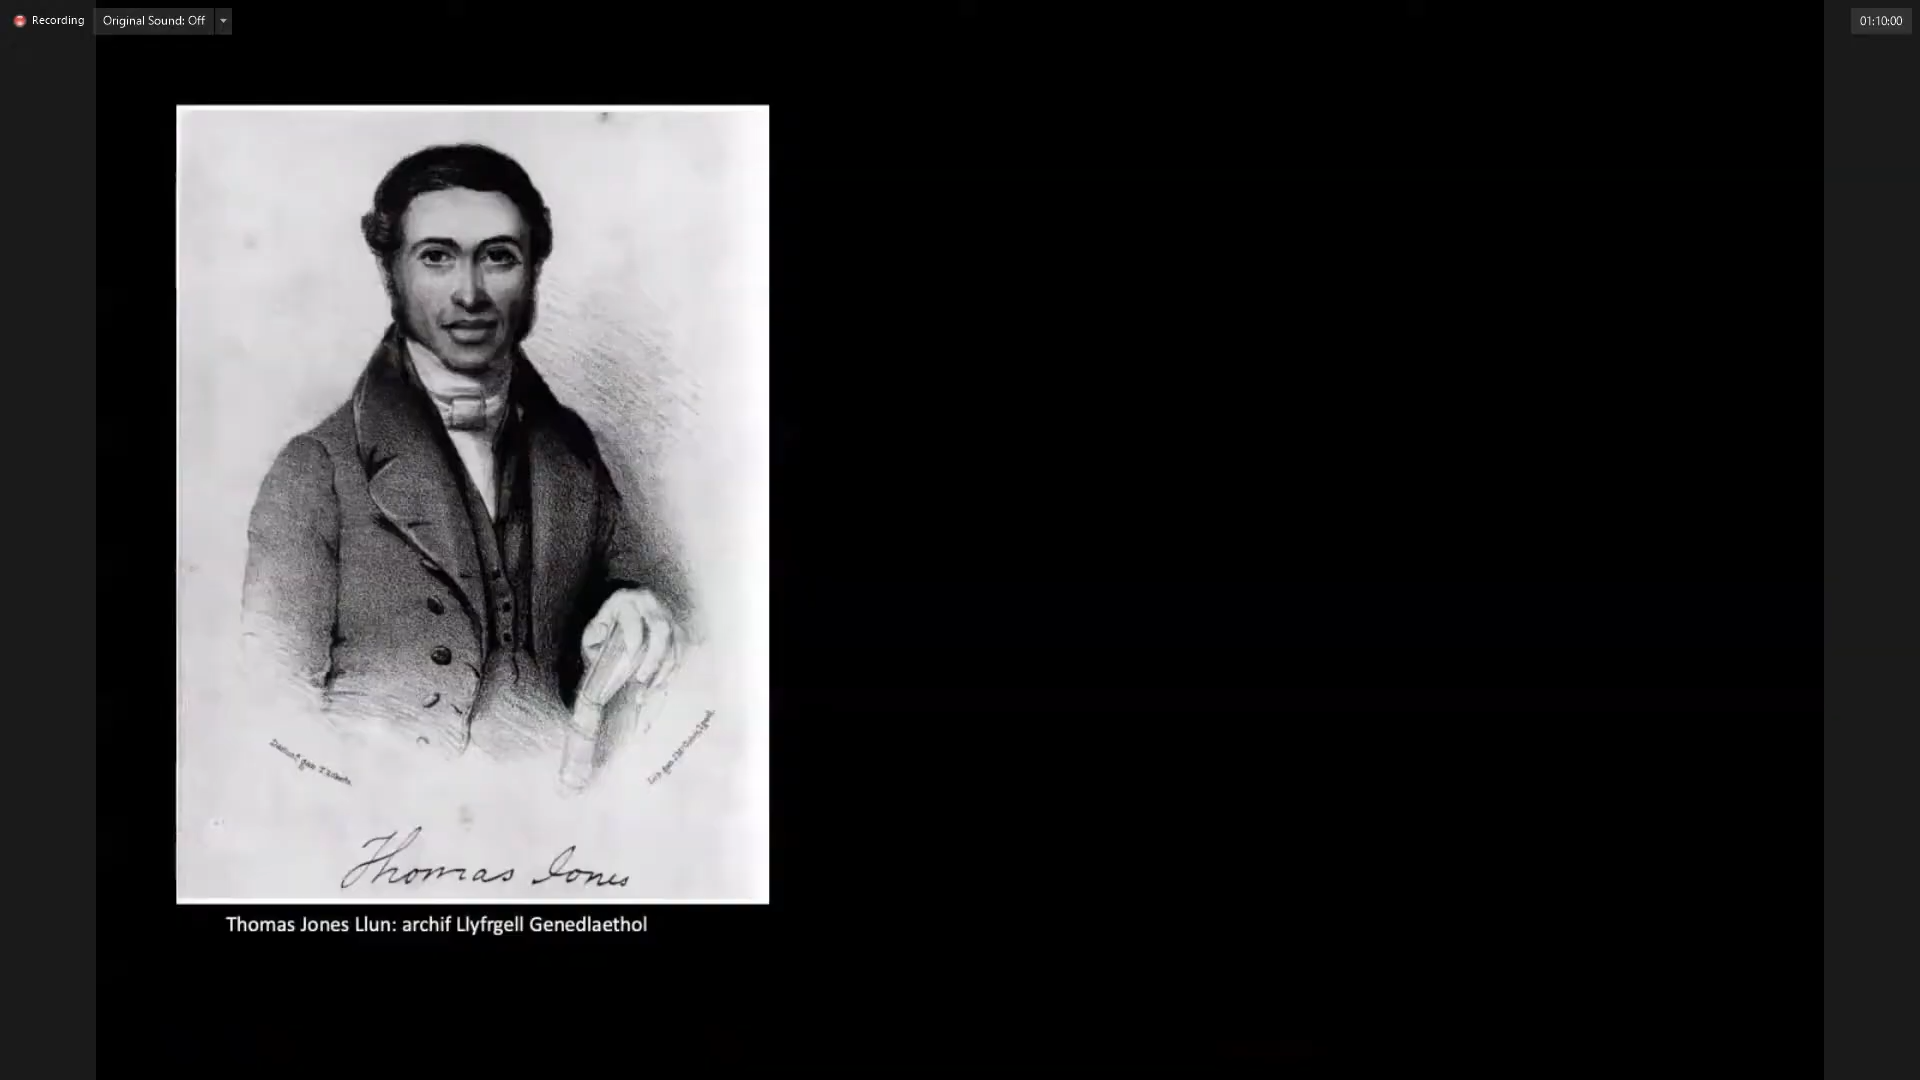 Recording
Original Sound: Off
01:10:00
Thomas Jones
Thomas Jones Llun: archif Llyfrgell Genedlaethol